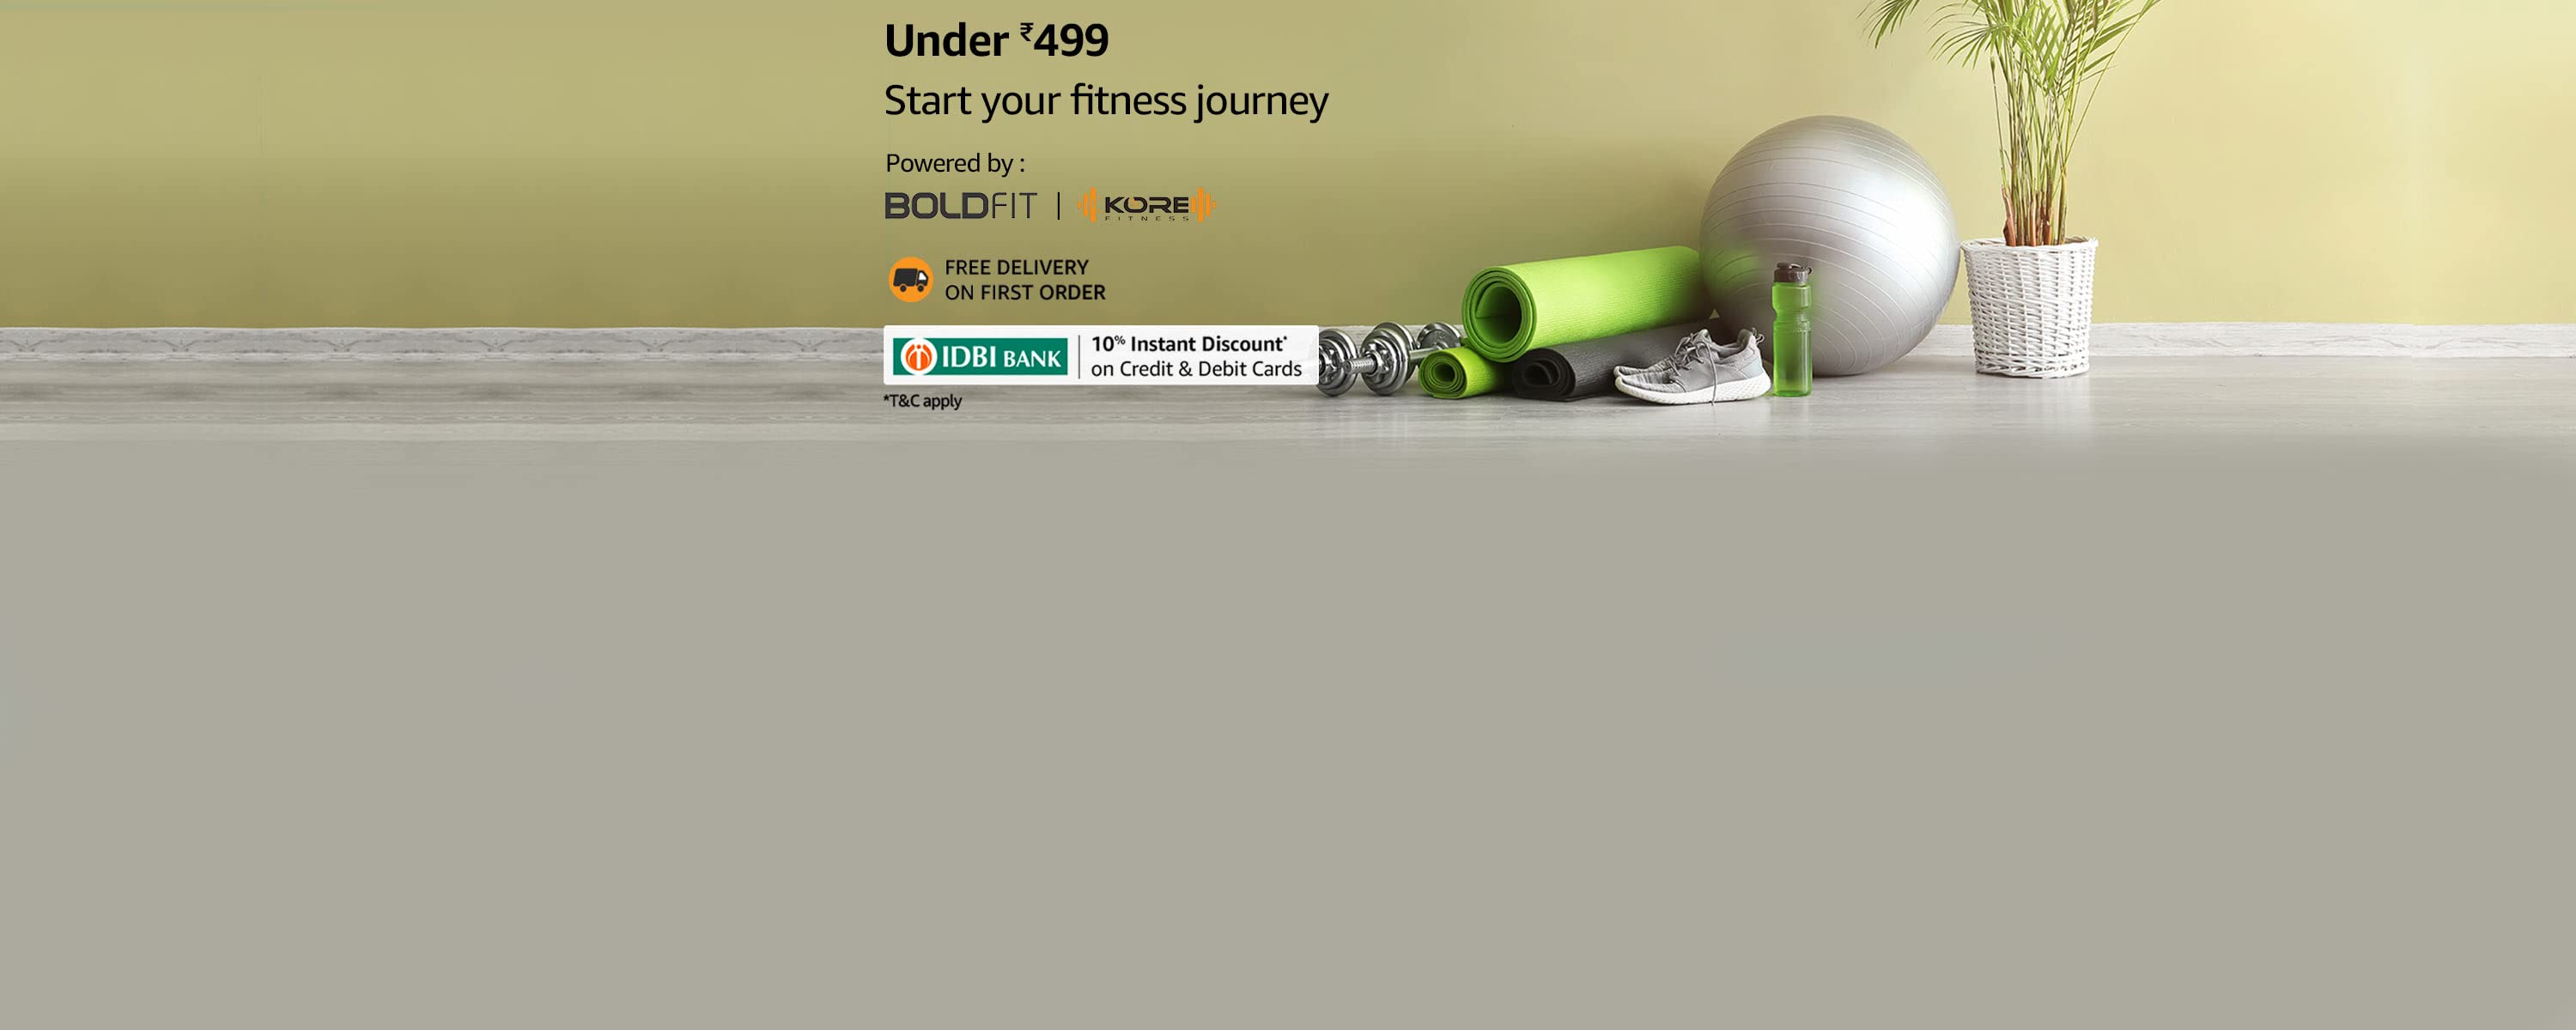 Under ₹499
Start your fitness journey
Powered by :
BOLDFIT | KORE
FITNESS
FREE DELIVERY
ON FIRST ORDER
IDBI BANK
10% Instant Discount*
on Credit & Debit Cards
*T&C apply